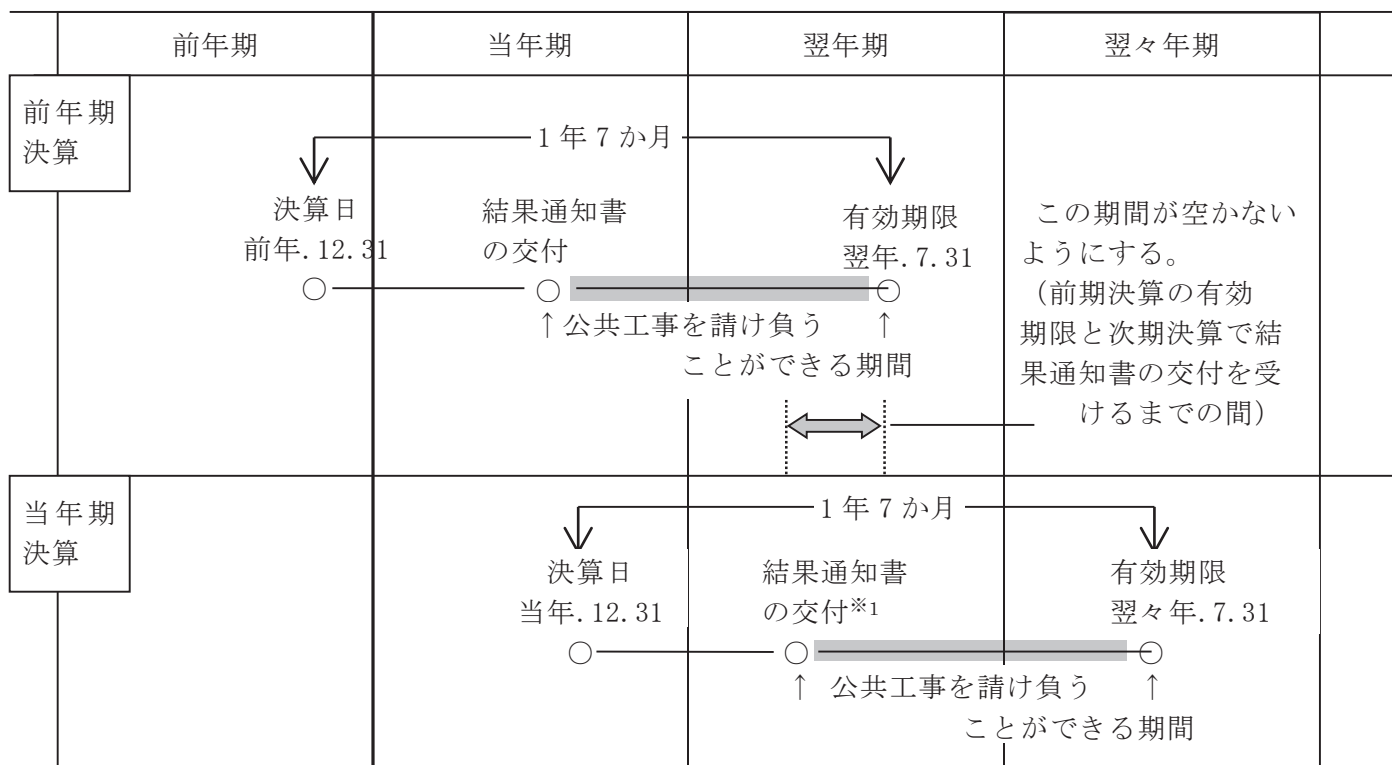 前年期 当年期 翌年期 翌々年期
前年期
決算
1年7か月
決算日
前年.12.31
結果通知書
の交付
有効期限
翌年.7.31
↑公共工事を請け負う ↑
ことができる期間
この期間が空かない
ようにする。
（前期決算の有効
期限と次期決算で結
果通知書の交付を受
けるまでの間）
当年期
決算
1年7か月
決算日
当年.12.31
結果通知書
の交付※1
有効期限
翌々年.7.31
↑ 公共工事を請け負う ↑
ことができる期間